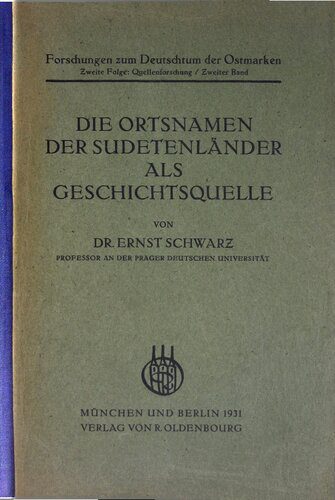 Forschungen zum Deutschtum der Ostmarken
Zweite Folge: Quellenforschung / Zweiter Band
DIE ORTSNAMEN
DER SUDETENLÄNDER
ALS
GESCHICHTSQUELLE
VON
DR. ERNST SCHWARZ
PROFESSOR AN DER PRAGER DEUTSCHEN UNIVERSITÄT
MÜNCHEN UND BERLIN 1931
VERLAG VON R. OLDENBOURG